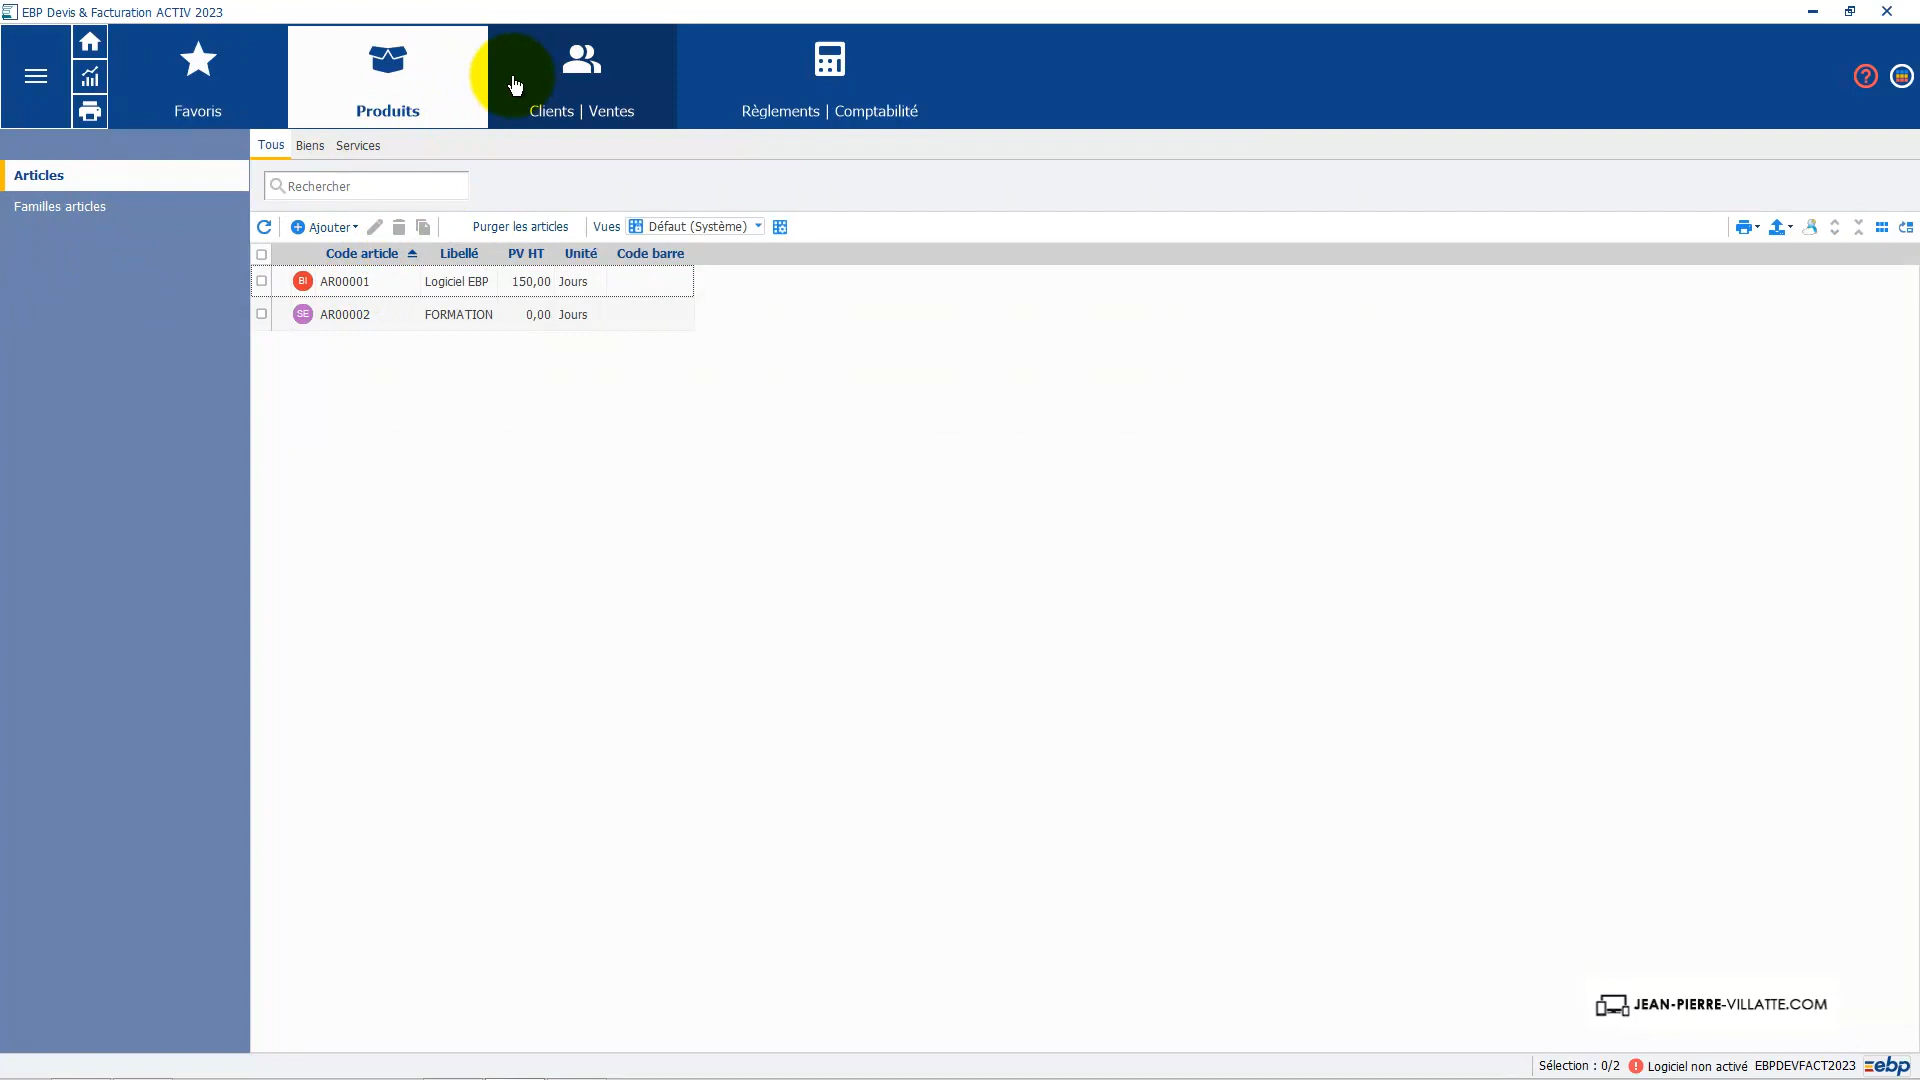 EBP Devis & Facturation ACTIV 2023
Favoris
Produits
Clients | Ventes
Règlements | Comptabilité
Articles
Familles articles
Tous Biens Services
Rechercher
Ajouter Purger les articles Vues Défaut (Système)
Code article Libellé PV HT Unité Code barre
BI AR00001 Logiciel EBP 150,00 Jours
SE AR00002 FORMATION 0,00 Jours
JEAN-PIERRE-VILLATTE.COM
Sélection : 0/2 Logiciel non activé EBPDEVFACT2023 ebp